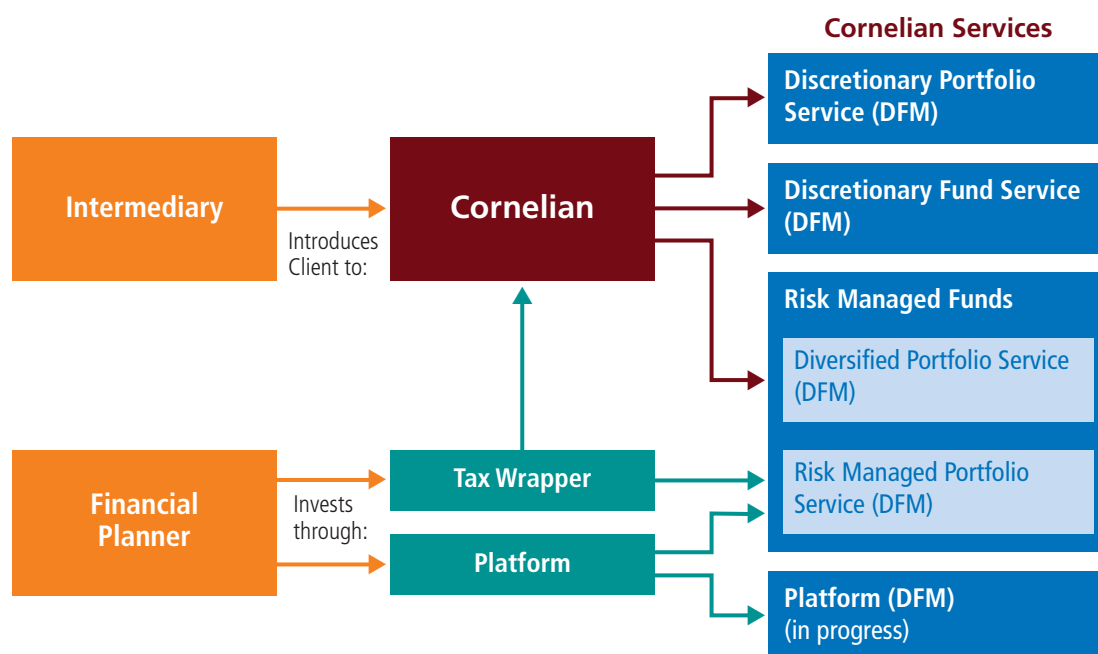 Cornelian Services
Intermediary
Introduces
Client to:
Cornelian
Discretionary Portfolio
Service (DFM)
Discretionary Fund Service
(DFM)
Risk Managed Funds
Diversified Portfolio Service
(DFM)
Financial
Planner
Invests
through:
Tax Wrapper
Platform
Risk Managed Portfolio
Service (DFM)
Platform (DFM)
(in progress)